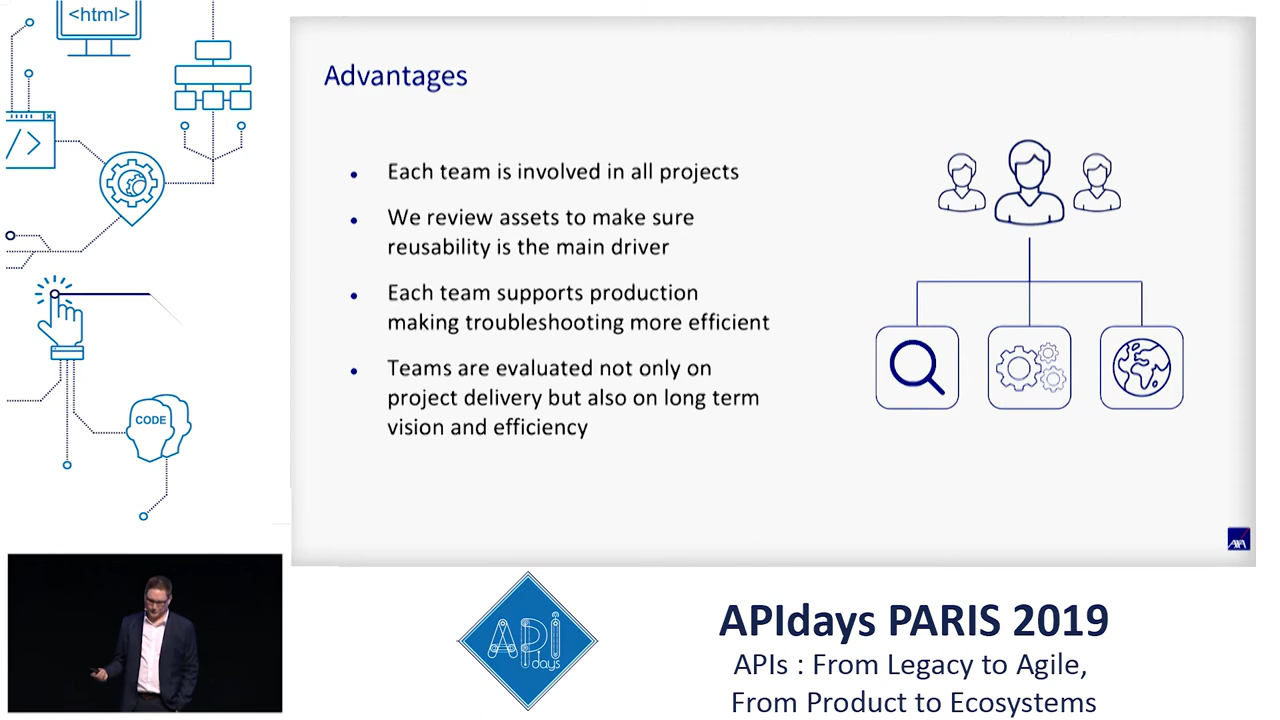 <html>
Advantages
• Each team is involved in all projects
• We review assets to make sure
reusability is the main driver
• Each team supports production
making troubleshooting more efficient
• Teams are evaluated not only on
project delivery but also on long term
vision and efficiency
</>
CODE
AXA
API
days
APIdays PARIS 2019
APIs : From Legacy to Agile,
From Product to Ecosystems